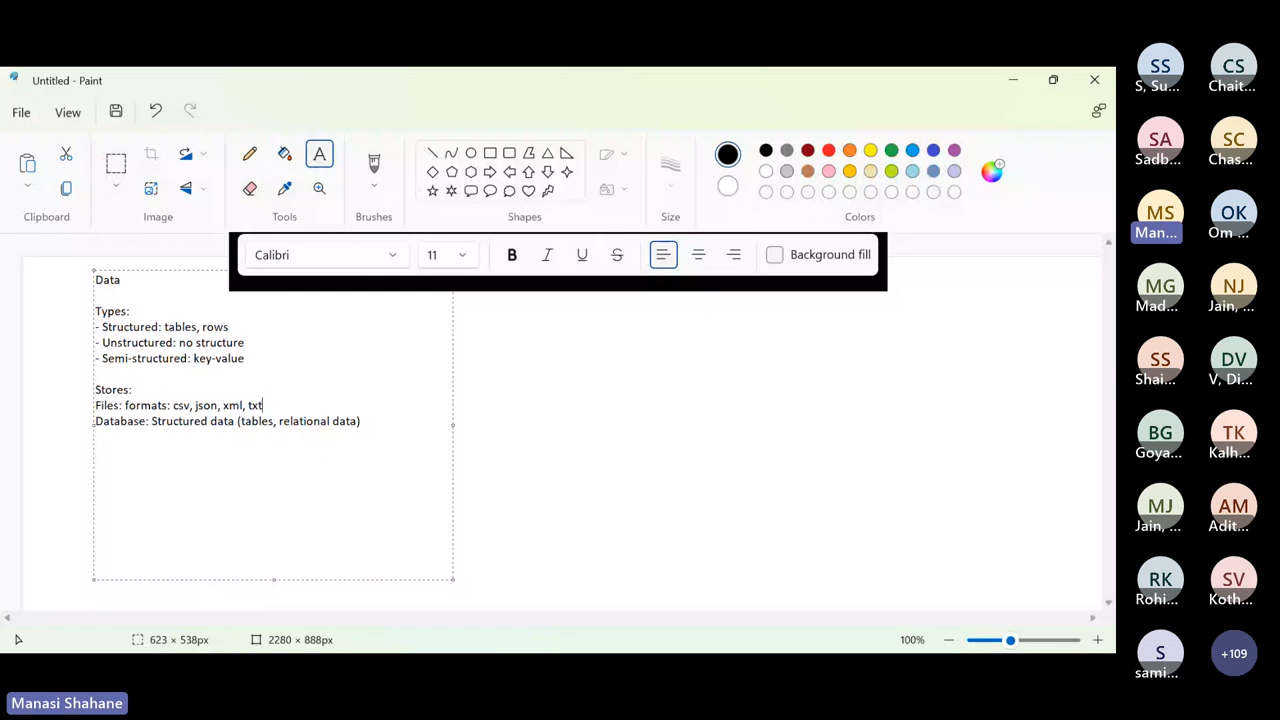 Untitled - Paint
File
View
Clipboard
Image
Tools
Brushes
Shapes
Size
Colors
Calibri
11
B
I
U
S
Background fill
Data
Types:
- Structured: tables, rows
- Unstructured: no structure
- Semi-structured: key-value
Stores:
Files: formats: csv, json, xml, txt
Database: Structured data (tables, relational data)
623 × 538px
2280 × 888px
100%
Manasi Shahane
SS
S, Su...
CS
Chait...
SA
Sadb...
SC
Chas...
MS
Man...
OK
Om ...
MG
Mad...
NJ
Jain, ...
SS
Shai...
DV
V, Di...
BG
Goya...
TK
Kalh...
MJ
Jain, ...
AM
Adit...
RK
Rohi...
SV
Koth...
S
sami...
+109